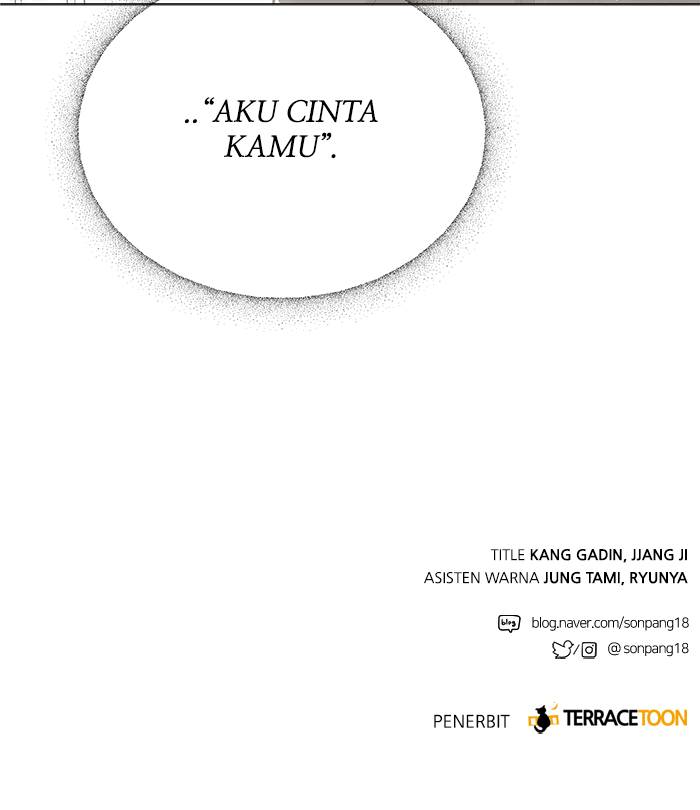 ..“AKU CINTA
KAMU”.
TITLE KANG GADIN, JJANG JI
ASISTEN WARNA JUNG TAMI, RYUNYA
blog
blog.naver.com/sonpang18
/ @sonpang18
PENERBIT TERRACETOON